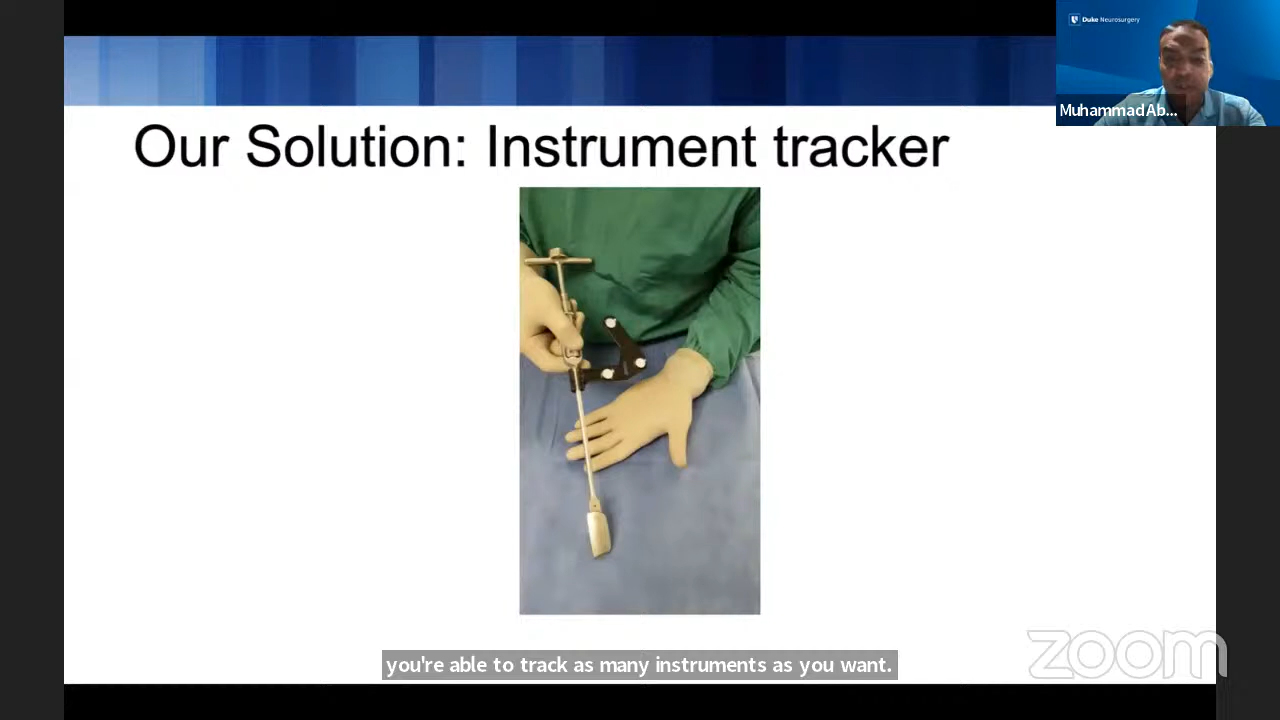 Duke Neurosurgery
Muhammad Ab...
Our Solution: Instrument tracker
you're able to track as many instruments as you want.
zoom